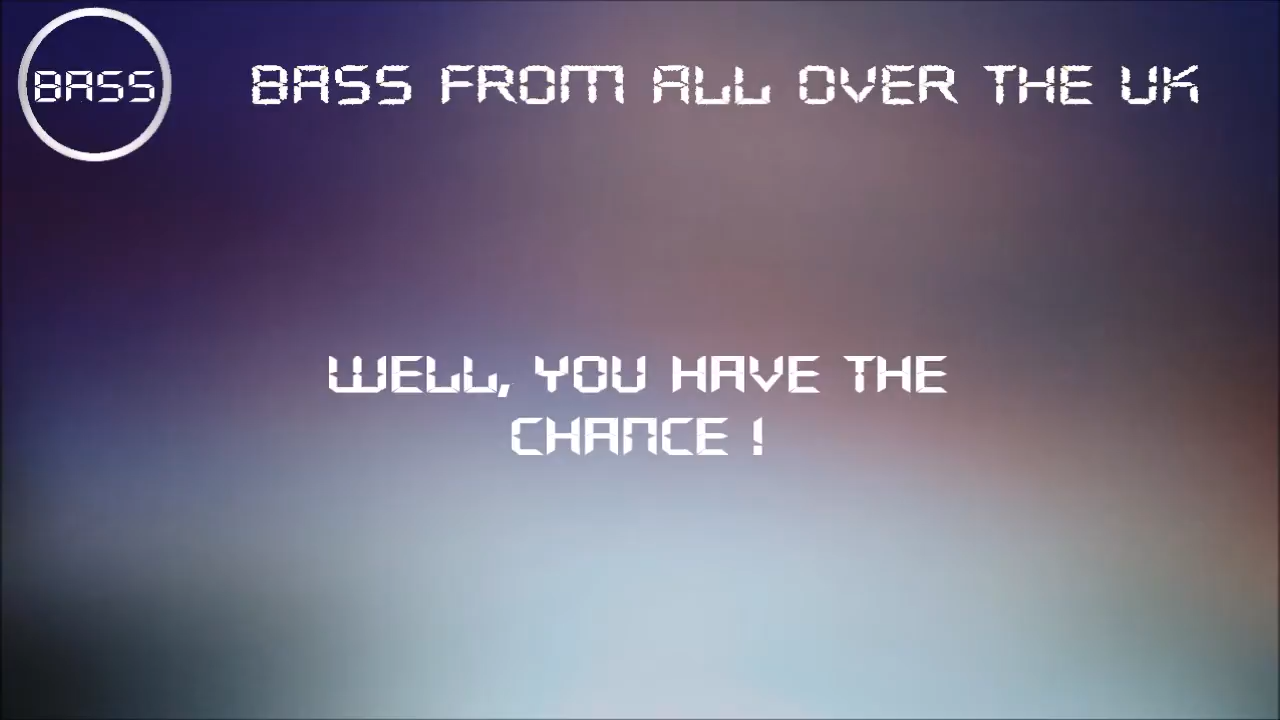 BASS
BASS FROM ALL OVER THE UK
WELL, YOU HAVE THE
CHANCE !